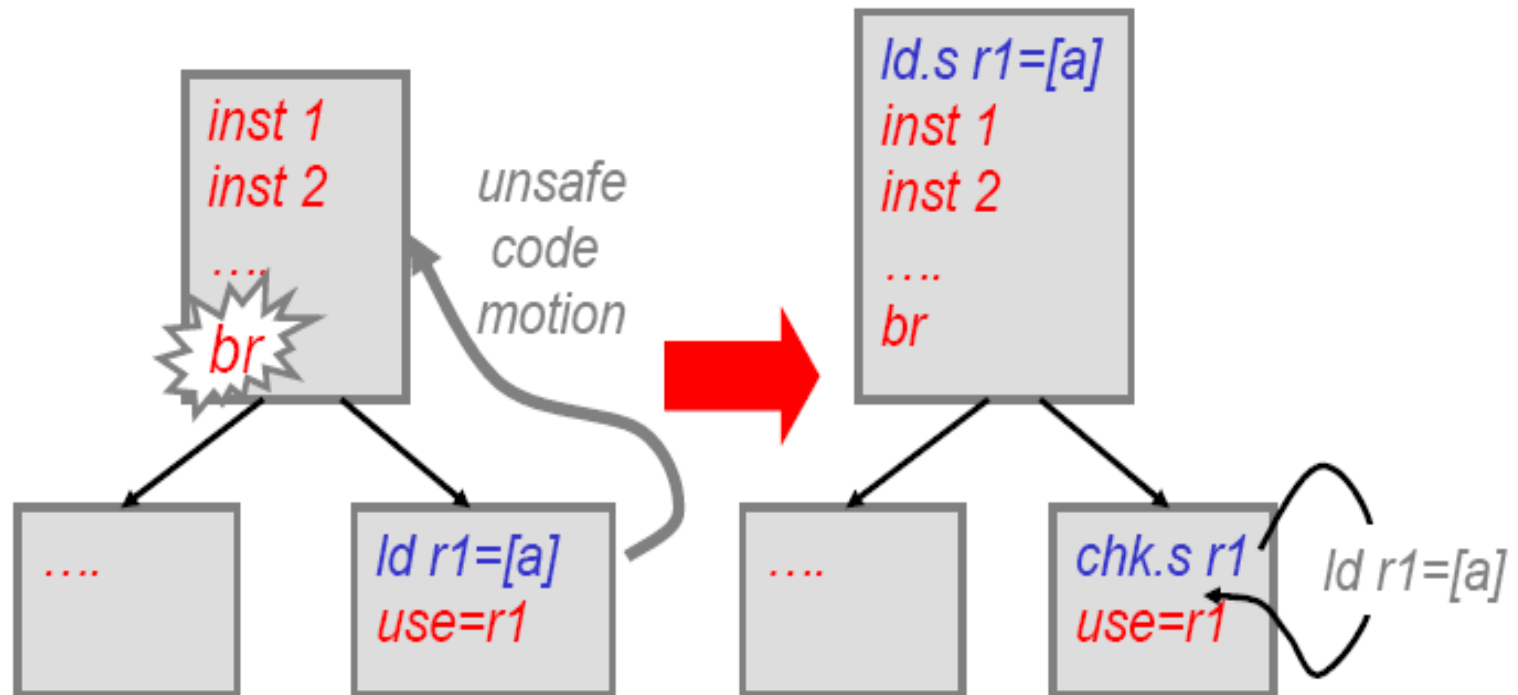 inst 1
inst 2
….
br
unsafe
code
motion
ld.s r1=[a]
inst 1
inst 2
….
br
….
ld r1=[a]
use=r1
….
chk.s r1
use=r1
ld r1=[a]